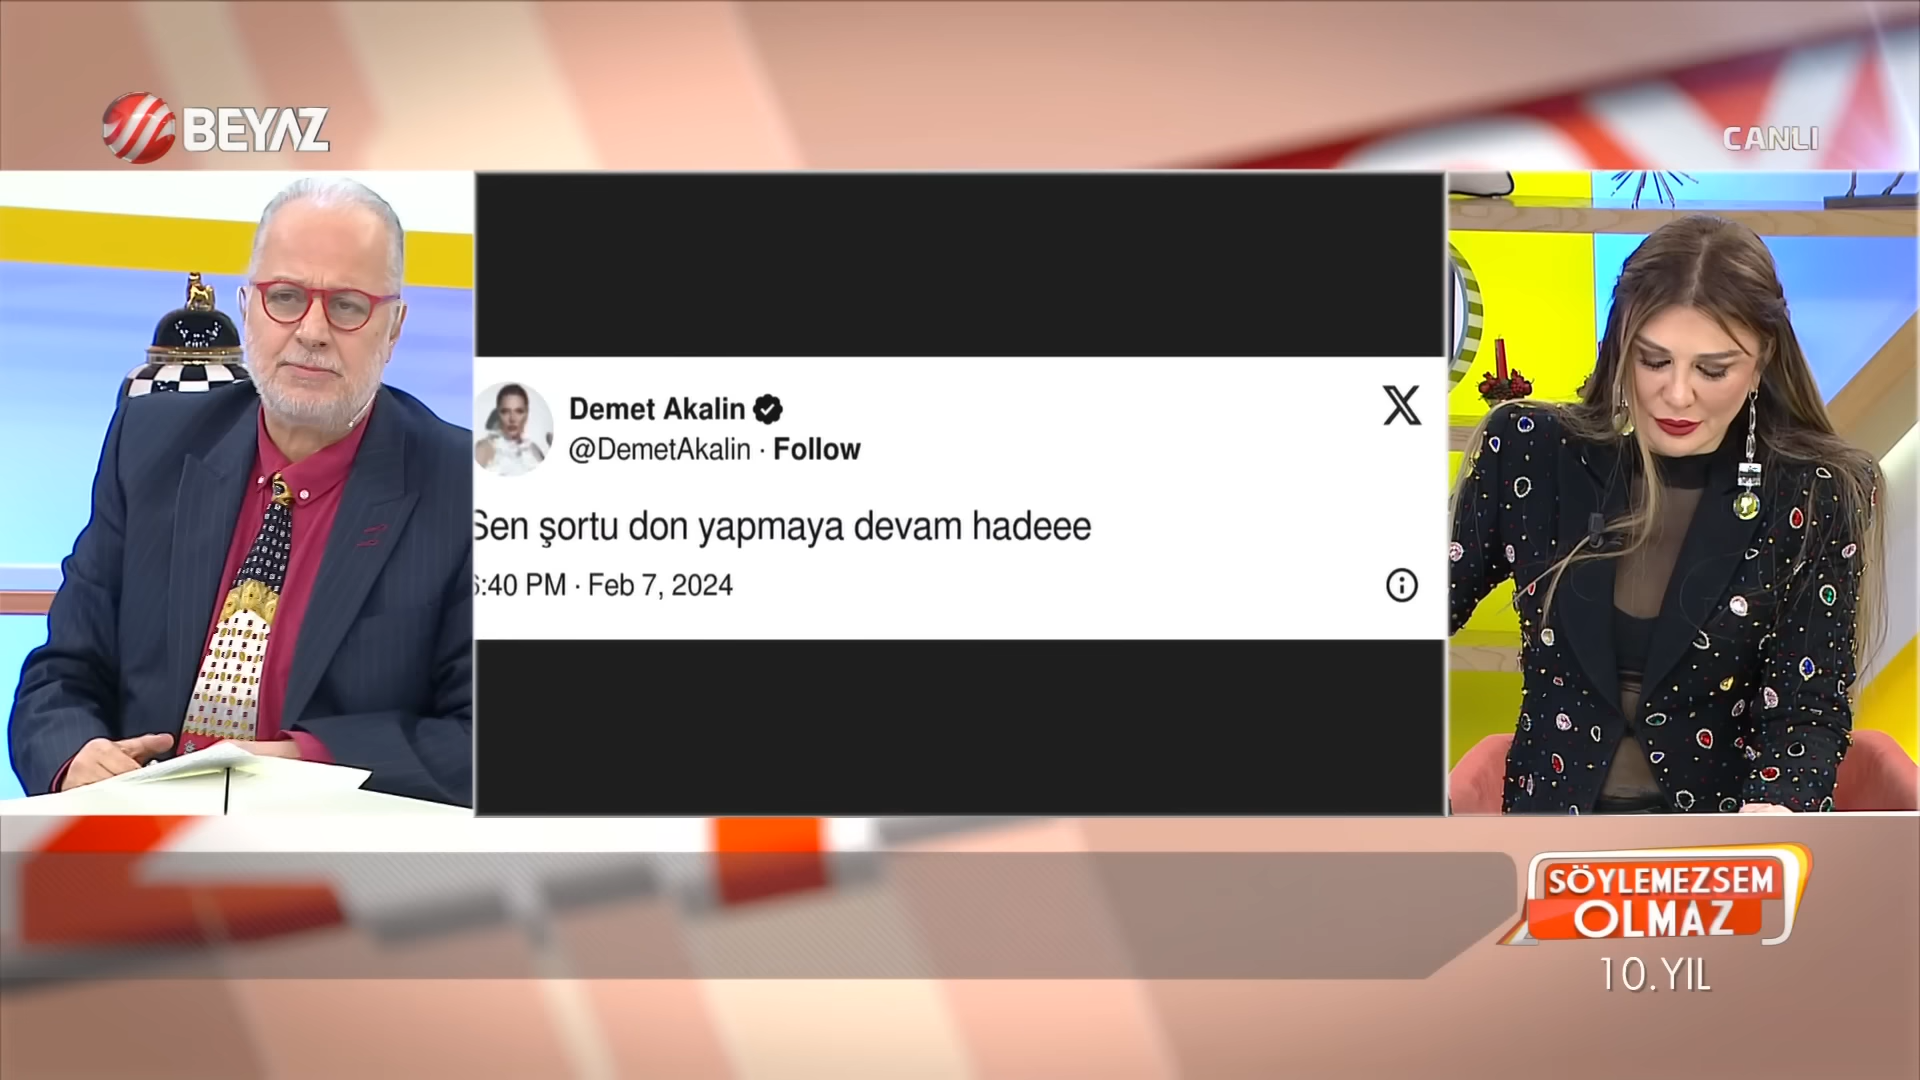 BEYAZ
CANLI
Demet Akalin
@DemetAkalin · Follow
Sen şortu don yapmaya devam hadeee
:40 PM · Feb 7, 2024
SÖYLEMEZSEM
OLMAZ
10.YIL